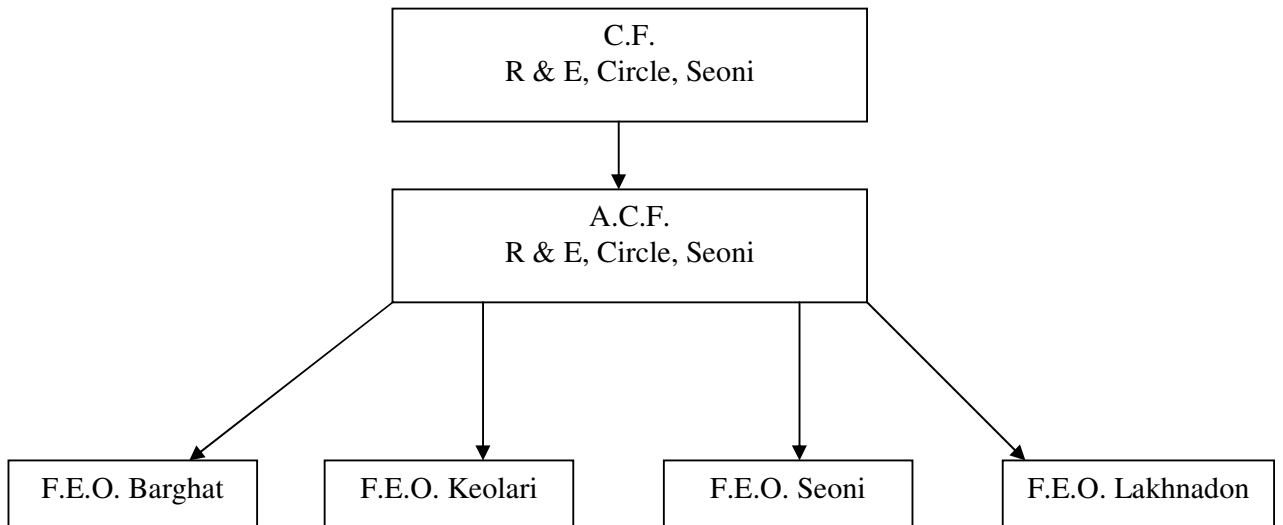 C.F.
R & E, Circle, Seoni
A.C.F.
R & E, Circle, Seoni
F.E.O. Barghat
F.E.O. Keolari
F.E.O. Seoni
F.E.O. Lakhnadon